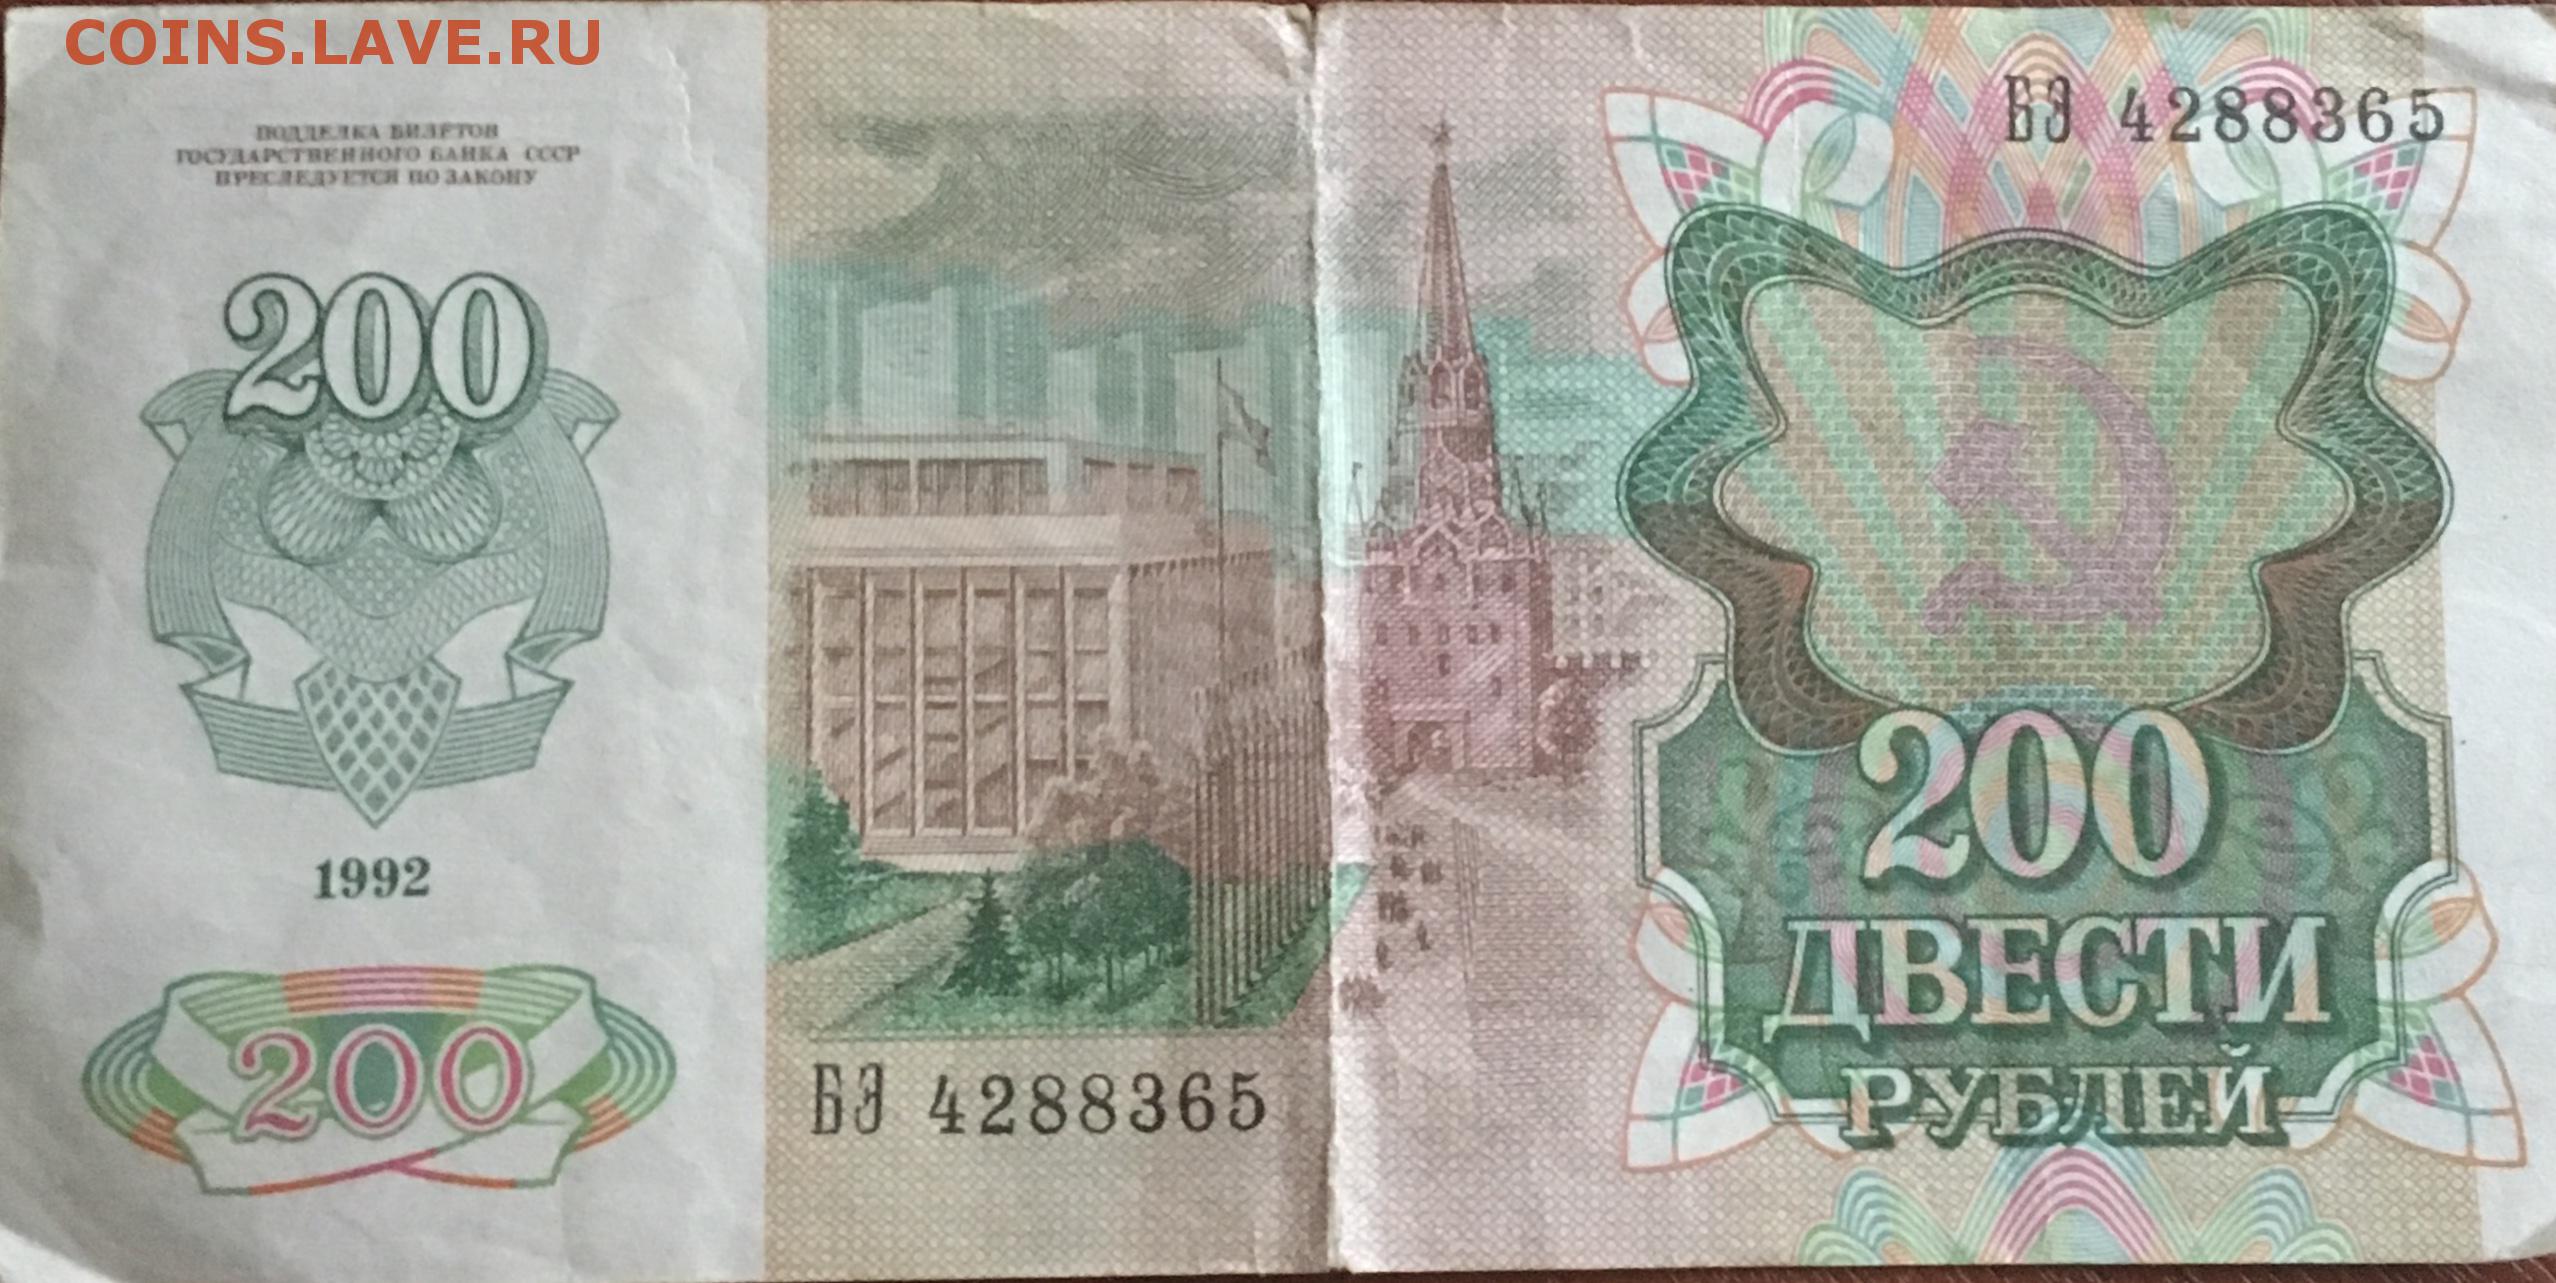 COINS.LAVE.RU
ПОДДЕЛКА БИЛЕТОВ
ГОСУДАРСТВЕННОГО БАНКА СССР
ПРЕСЛЕДУЕТСЯ ПО ЗАКОНУ
200
1992
200
БЭ 4288365
БЭ 4288365
200
ДВЕСТИ
РУБЛЕЙ